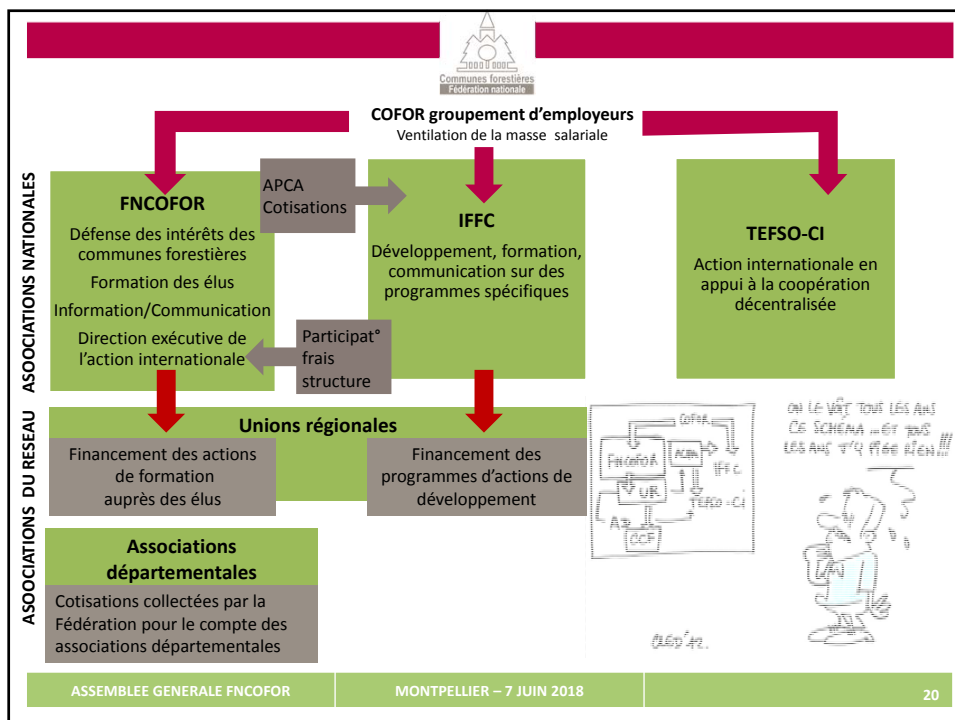 Communes forestières
Fédération nationale
COFOR groupement d'employeurs
Ventilation de la masse salariale
ASOOCIATIONS NATIONALES
FNCOFOR
Défense des intérêts des
communes forestières
Formation des élus
Information/Communication
Direction exécutive de
l'action internationale
APCA
Cotisations
IFFC
Développement, formation,
communication sur des
programmes spécifiques
Participat°
frais
structure
TEFSO-CI
Action internationale en
appui à la coopération
décentralisée
ASOCIATIONS DU RESEAU
Unions régionales
Financement des actions
de formation
auprès des élus
Financement des
programmes d'actions de
développement
Associations
départementales
Cotisations collectées par la
Fédération pour le compte des
associations départementales
COFOR
FNCOFOR
IFFC
UR
TEFSO-Ci
CCF
ON LE VOIT TOUS LES ANS
CE SCHÉMA... ET TOUS
LES ANS J'Y PIGE RIEN!!!
ASSEMBLEE GENERALE FNCOFOR
MONTPELLIER – 7 JUIN 2018
20